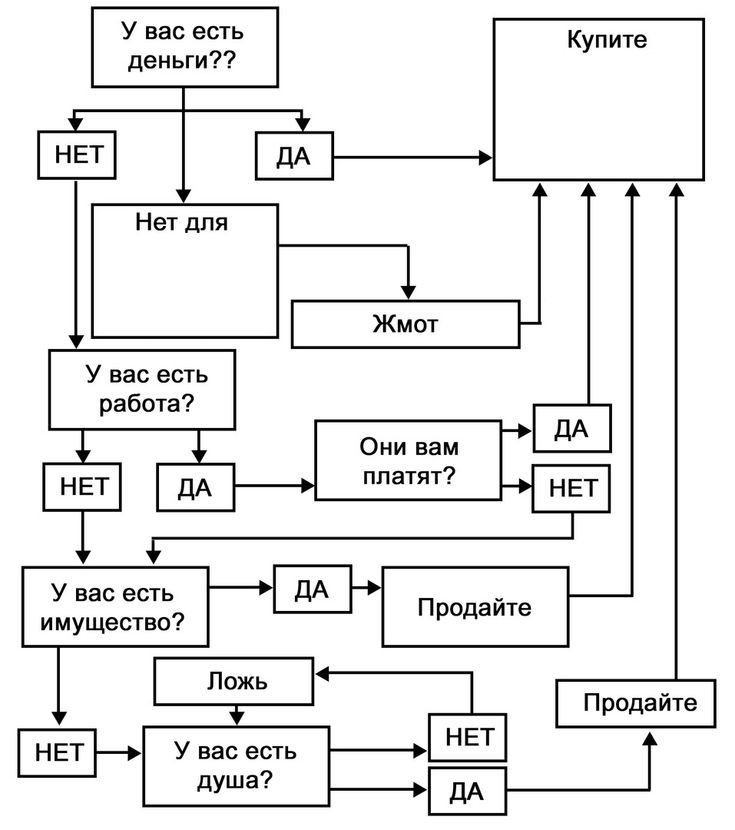 У вас есть
деньги??
Купите
НЕТ
ДА
Нет для
Жмот
У вас есть
работа?
Они вам
платят?
ДА
НЕТ
ДА
НЕТ
У вас есть
имущество?
ДА
Продайте
Ложь
Продайте
НЕТ
У вас есть
душа?
НЕТ
ДА